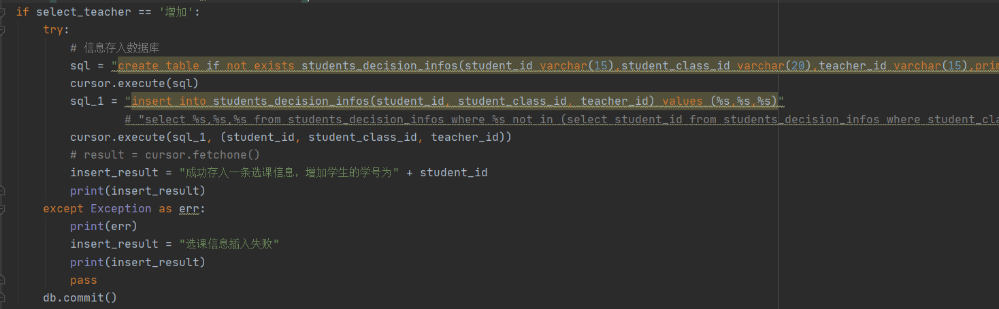 if select_teacher == '增加':
try:
# 信息存入数据库
sql = "create table if not exists students_decision_infos(student_id varchar(15),student_class_id varchar(20),teacher_id varchar(15),
cursor.execute(sql)
sql_1 = "insert into students_decision_infos(student_id, student_class_id, teacher_id) values (%s,%s,%s)"
# "select %s,%s,%s from students_decision_infos where %s not in (select student_id from students_decision_infos where
cursor.execute(sql_1, (student_id, student_class_id, teacher_id))
# result = cursor.fetchone()
insert_result = "成功存入一条选课信息，增加学生的学号为" + student_id
print(insert_result)
except Exception as err:
print(err)
insert_result = "选课信息插入失败"
print(insert_result)
pass
db.commit()